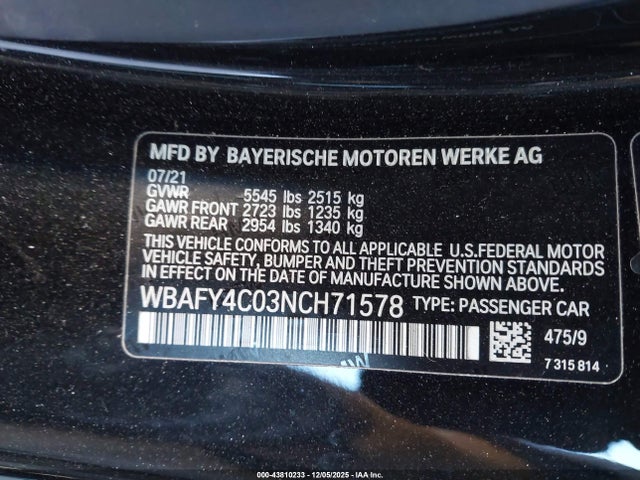 MFD BY BAYERISCHE MOTOREN WERKE AG
07/21
GVWR 5545 lbs 2515 kg
GAWR FRONT 2723 lbs 1235 kg
GAWR REAR 2954 lbs 1340 kg
THIS VEHICLE CONFORMS TO ALL APPLICABLE U.S.FEDERAL MOTOR
VEHICLE SAFETY, BUMPER AND THEFT PREVENTION STANDARDS
IN EFFECT ON THE DATE OF MANUFACTURE SHOWN ABOVE.
WBAFY4C03NCH71578 TYPE: PASSENGER CAR
475/9
7 315 814
000-43810233 - 12/05/2025 - IAA Inc.